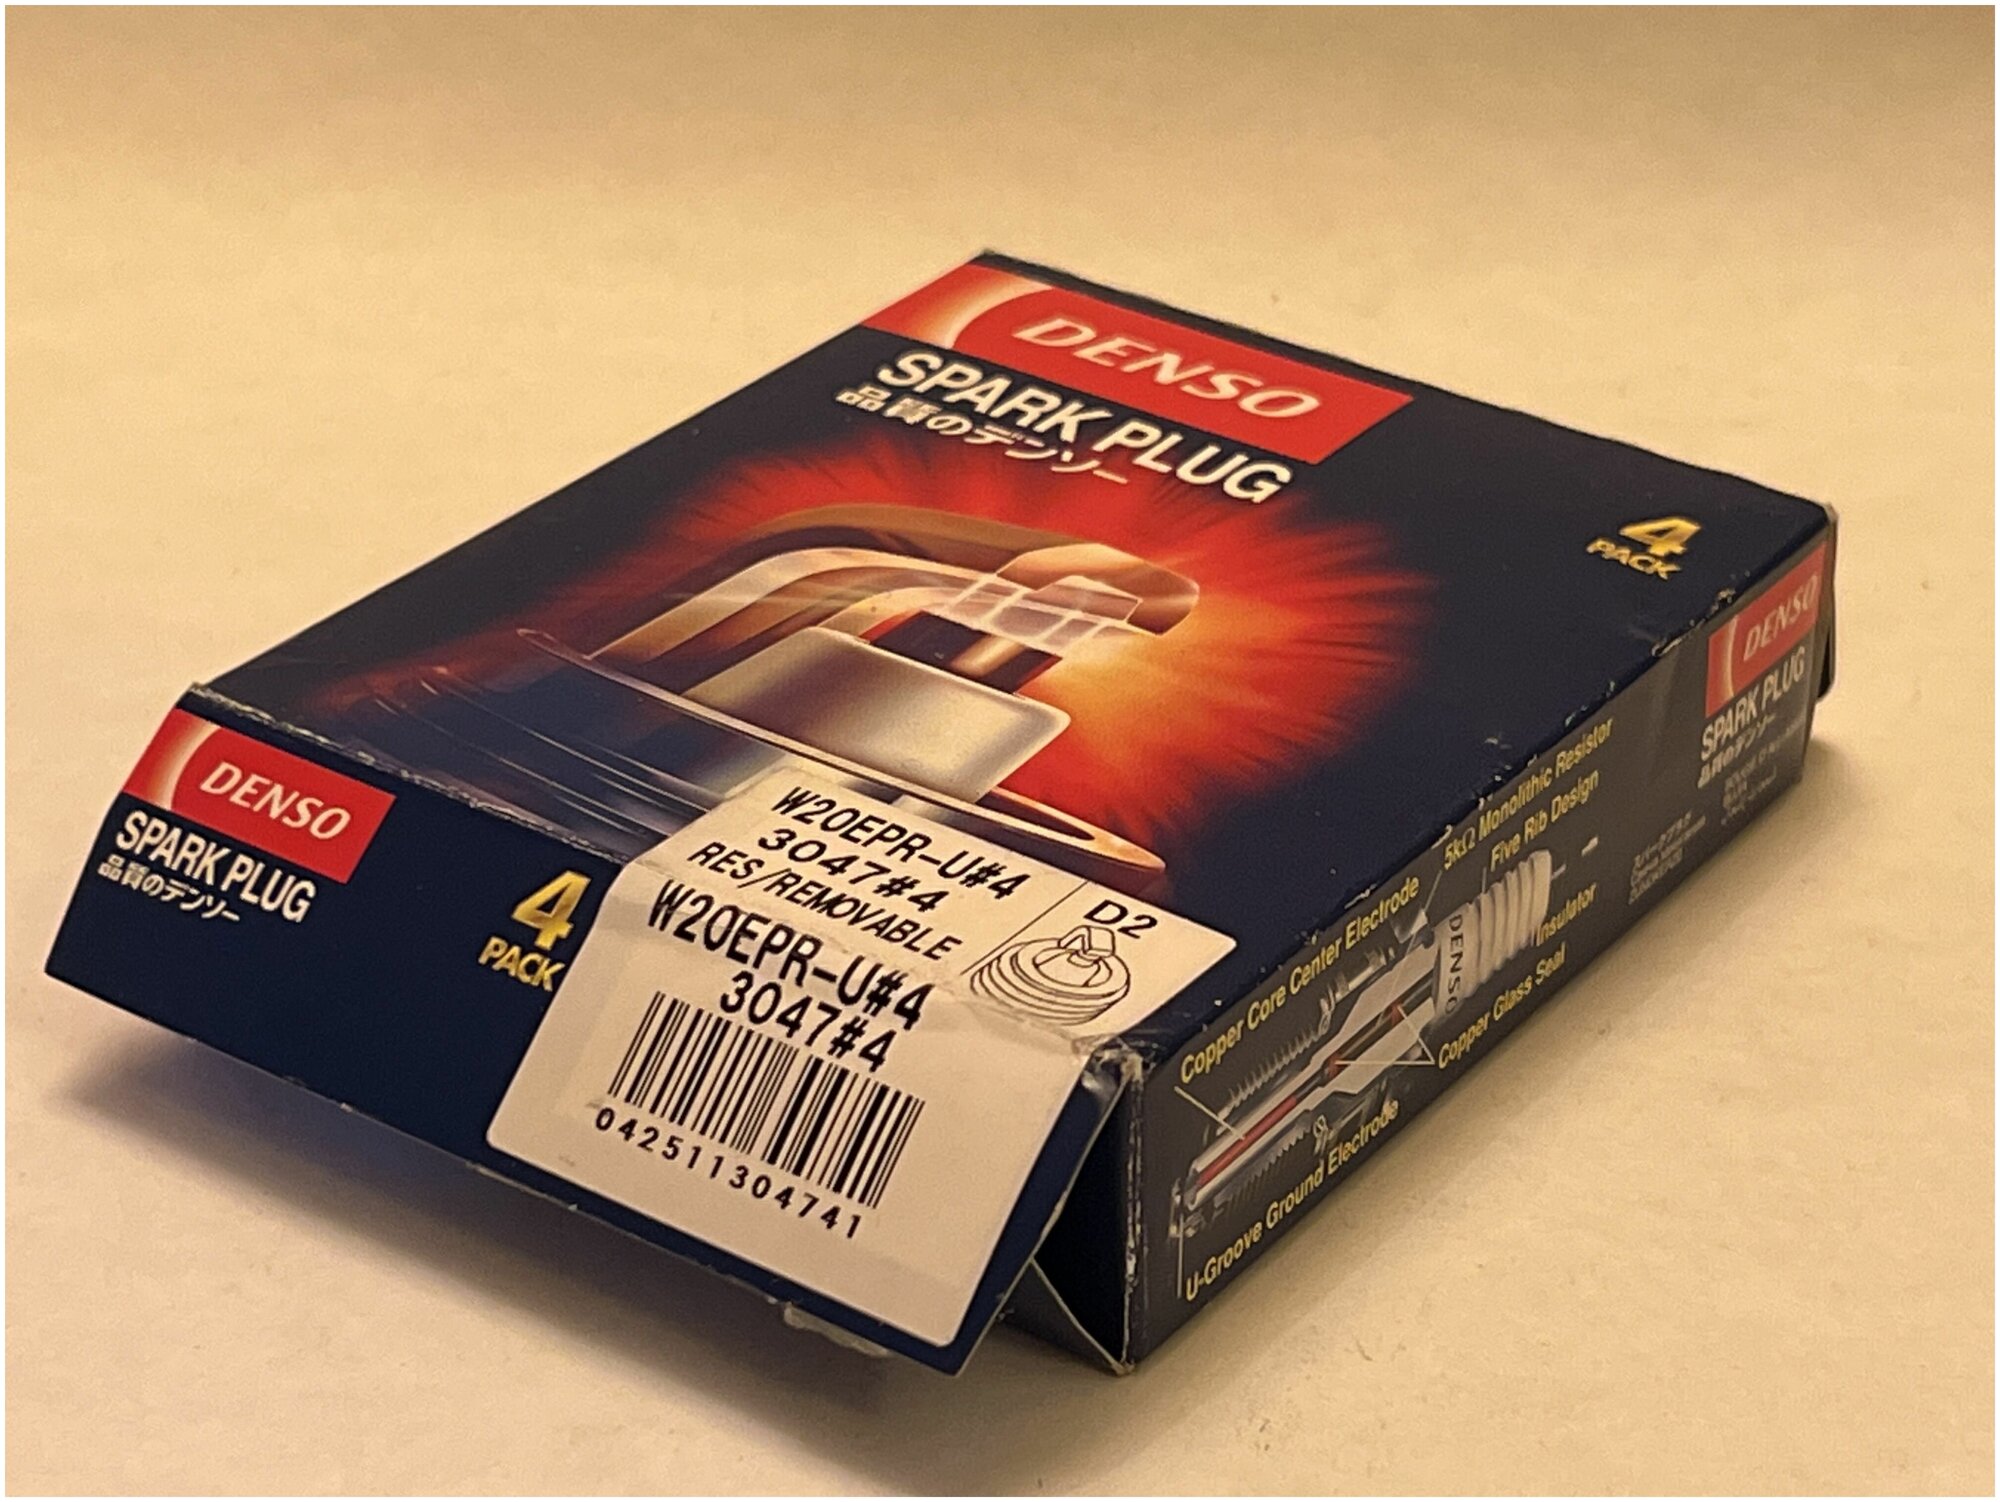 DENSO
SPARK PLUG
品質のデンソー
4
PACK
DENSO
SPARK PLUG
品質のデンソー
4
PACK
W20EPR-U#4
3047#4
RES/REMOVABLE
D2
W20EPR-U#4
3047#4
042511304741
DENSO
SPARK PLUG
品質のデンソー
5kΩ Monolithic Resistor
Five Rib Design
Copper Core Center Electrode
DENSO
Insulator
Copper Glass Seal
U-Groove Ground Electrode